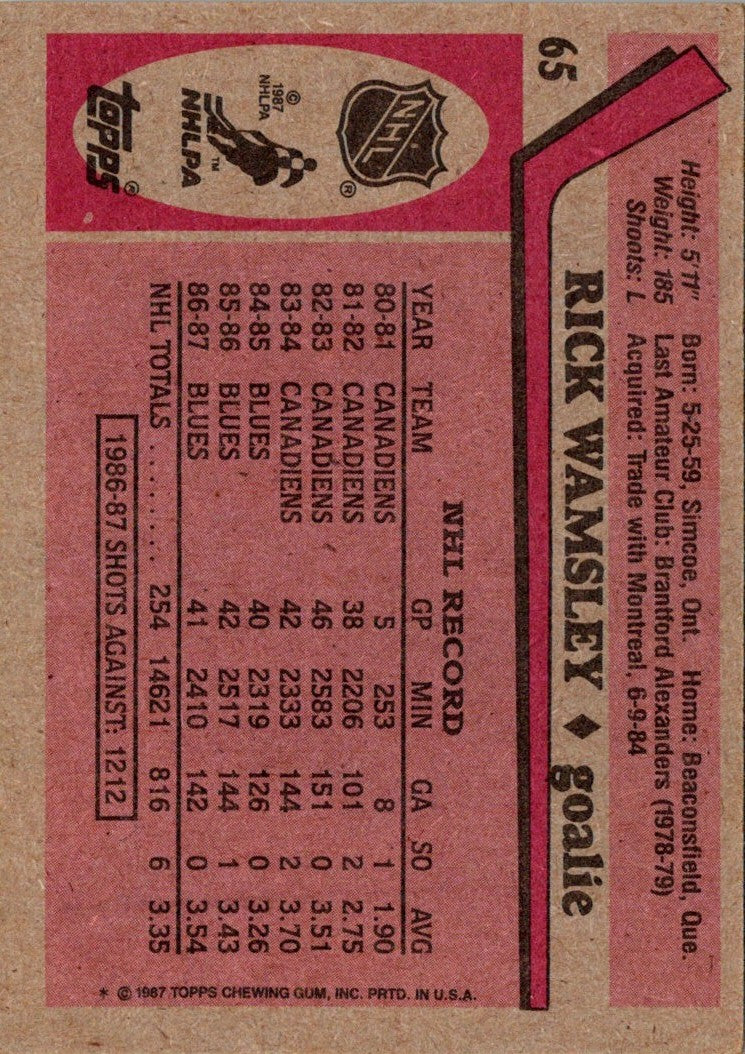 65
Height: 5'11" Born: 5-25-59, Simcoe, Ont. Home: Beaconsfield, Que.
Weight: 185 Last Amateur Club: Brantford Alexanders (1978-79)
Shoots: L Acquired: Trade with Montreal, 6-9-84
RICK WAMSLEY ♦ goalie
NHL
®
© 1987 NHLPA
™
NHLPA
TOPPS ®
NHL RECORD
YEAR TEAM GP MIN GA SO AVG
80-81 CANADIENS 5 253 8 1 1.90
81-82 CANADIENS 38 2206 101 2 2.75
82-83 CANADIENS 46 2583 151 0 3.51
83-84 CANADIENS 42 2333 144 2 3.70
84-85 BLUES 40 2319 126 0 3.26
85-86 BLUES 42 2517 144 1 3.43
86-87 BLUES 41 2410 142 0 3.54
NHL TOTALS ........ 254 14621 816 6 3.35
1986-87 SHOTS AGAINST: 1212
* © 1987 TOPPS CHEWING GUM, INC. PRTD. IN U.S.A.